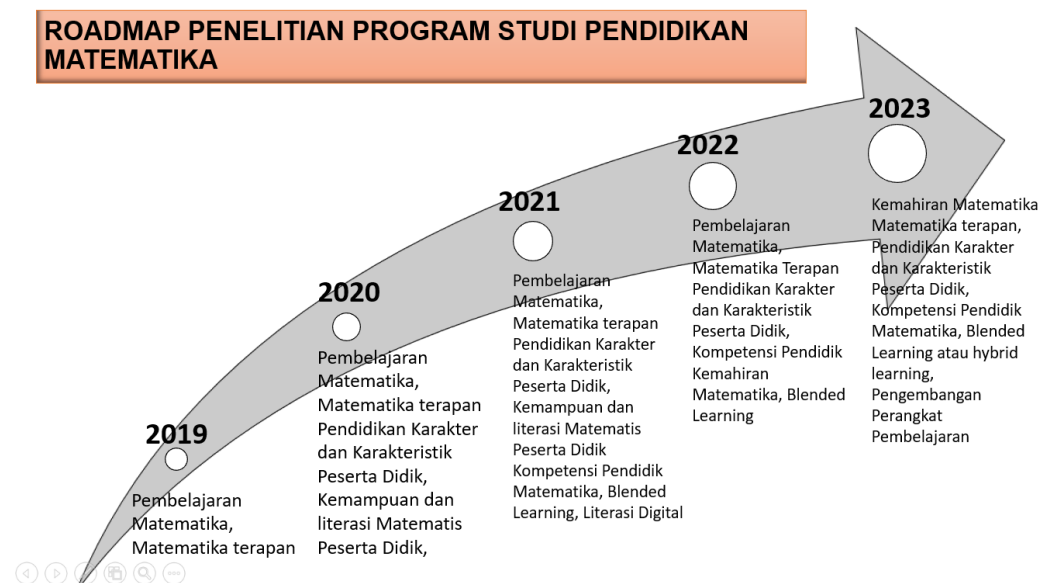 ROADMAP PENELITIAN PROGRAM STUDI PENDIDIKAN
MATEMATIKA
2019
Pembelajaran
Matematika,
Matematika terapan
2020
Pembelajaran
Matematika,
Matematika terapan
Pendidikan Karakter
dan Karakteristik
Peserta Didik,
Kemampuan dan
literasi Matematis
Peserta Didik,
2021
Pembelajaran
Matematika,
Matematika terapan
Pendidikan Karakter
dan Karakteristik
Peserta Didik,
Kemampuan dan
literasi Matematis
Peserta Didik
Kompetensi Pendidik
Matematika, Blended
Learning, Literasi Digital
2022
Pembelajaran
Matematika,
Matematika Terapan
Pendidikan Karakter
dan Karakteristik
Peserta Didik,
Kompetensi Pendidik
Kemahiran
Matematika, Blended
Learning
2023
Kemahiran Matematika
Matematika terapan,
Pendidikan Karakter
dan Karakteristik
Peserta Didik,
Kompetensi Pendidik
Matematika, Blended
Learning atau hybrid
learning,
Pengembangan
Perangkat
Pembelajaran